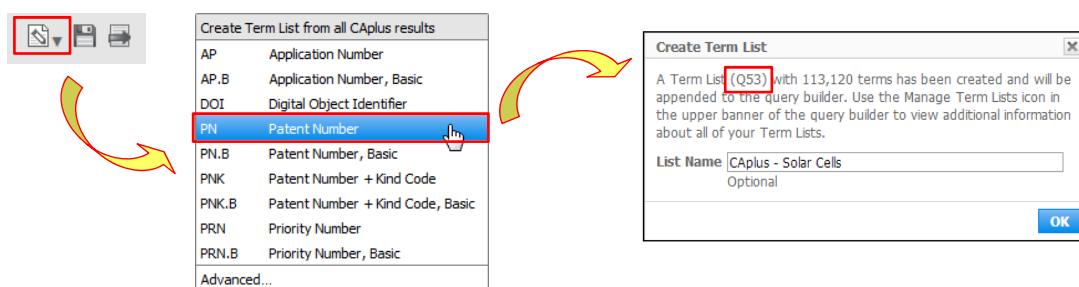 Create Term List from all CAplus results
AP Application Number
AP.B Application Number, Basic
DOI Digital Object Identifier
PN Patent Number
PN.B Patent Number, Basic
PNK Patent Number + Kind Code
PNK.B Patent Number + Kind Code, Basic
PRN Priority Number
PRN.B Priority Number, Basic
Advanced...
Create Term List
A Term List (Q53) with 113,120 terms has been created and will be
appended to the query builder. Use the Manage Term Lists icon in
the upper banner of the query builder to view additional information
about all of your Term Lists.
List Name CAplus - Solar Cells
Optional
OK